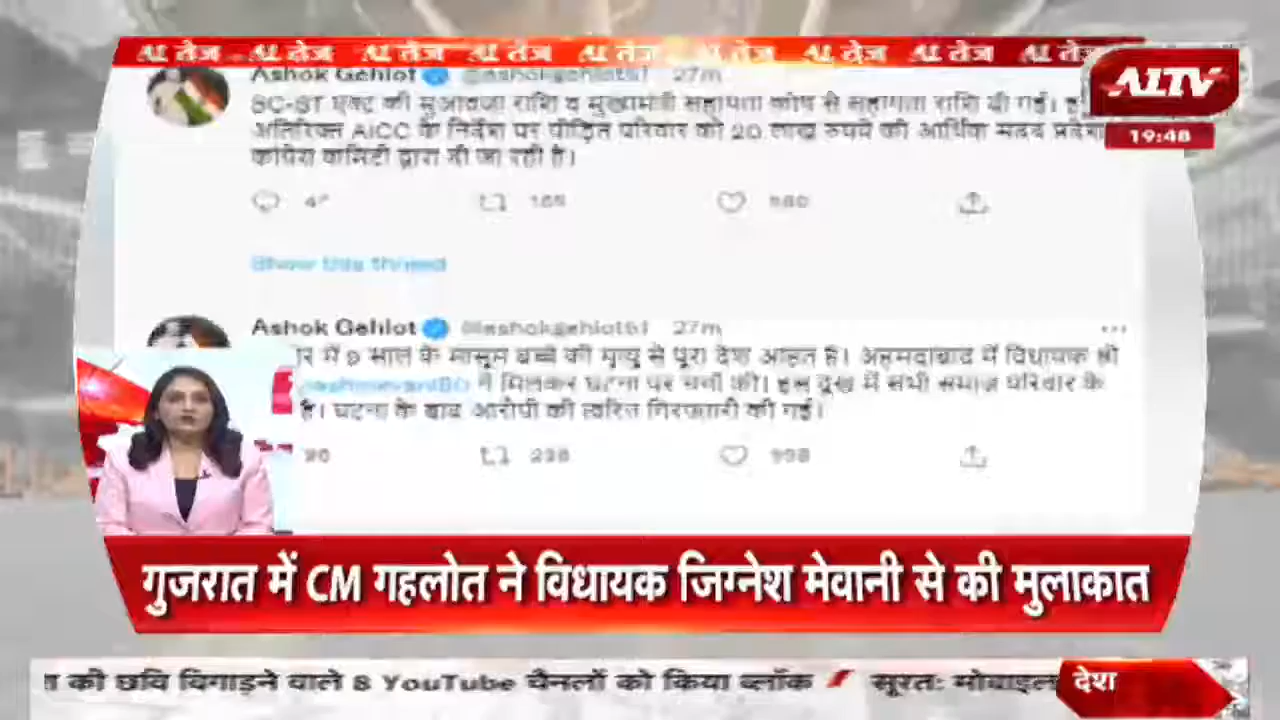 AI तेज AI तेज AI तेज AI तेज AI तेज AI तेज AI तेज AI तेज AI तेज
AITV
19:48
Ashok Gehlot @ashokgehlot51 27m
SC-ST एक्ट की मुआवजा राशि व मुख्यमंत्री सहायता कोष से सहायता राशि दी गई।
अतिरिक्त AICC के निर्देश पर पीड़ित परिवार को 20 लाख रुपये की आर्थिक मदद प्रदेश
कांग्रेस कमिटी द्वारा दी जा रही है।
Show this thread
Ashok Gehlot @ashokgehlot51 27m
र में 9 साल के मासूम बच्चे की मृत्यु से पूरा देश आहत है। अहमदाबाद में विधायक श्री
ने मिलकर घटना पर चर्चा की। इस दुख में सभी समाज परिवार के
है। घटना के बाद आरोपी की त्वरित गिरफ्तारी की गई।
गुजरात में CM गहलोत ने विधायक जिग्नेश मेवानी से की मुलाकात
की छवि विगाड़ने वाले 8 YouTube चैनलों को किया ब्लॉक सूरत: मोबाइल
देश